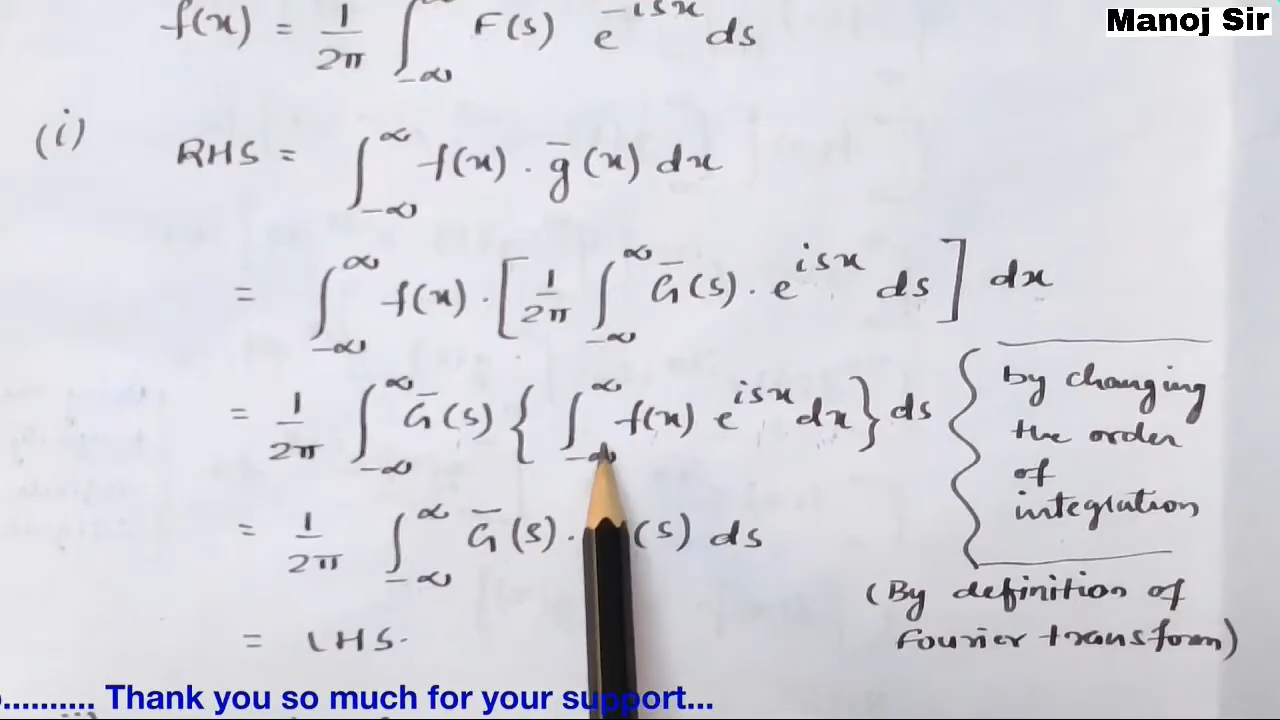 Manoj Sir
f(x) = 1/2π ∫_{-∞}^{∞} F(s) e^{-isx} ds
(i) RHS = ∫_{-∞}^{∞} f(x) · ḡ(x) dx
= ∫_{-∞}^{∞} f(x) · [1/2π ∫_{-∞}^{∞} Ḡ(s) · e^{isx} ds] dx
= 1/2π ∫_{-∞}^{∞} Ḡ(s) { ∫_{-∞}^{∞} f(x) e^{isx} dx } ds
{ By changing
the order
of
integration
= 1/2π ∫_{-∞}^{∞} Ḡ(s) · (s) ds
(By definition of
Fourier transform)
= LHS.
.......... Thank you so much for your support...